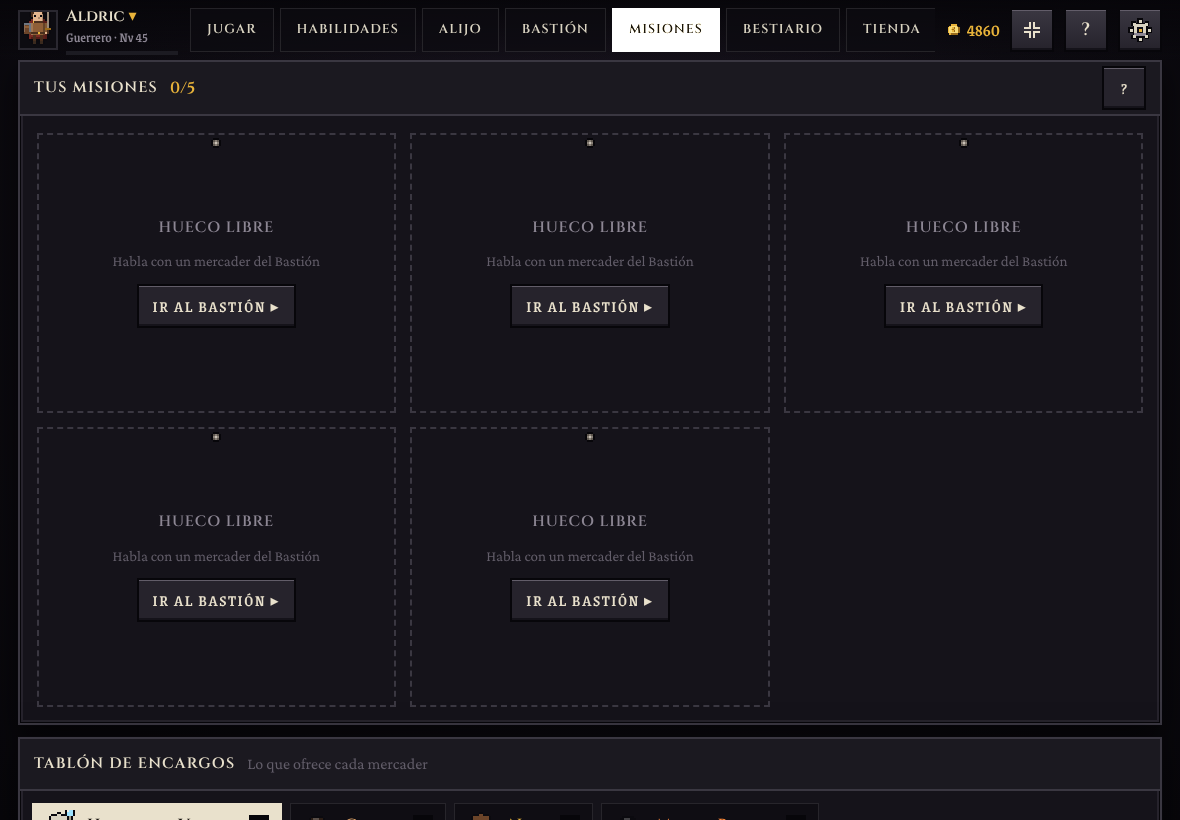 ALDRIC ▼
Guerrero · Nv 45
JUGAR
HABILIDADES
ALIJO
BASTIÓN
MISIONES
BESTIARIO
TIENDA
4860
?
TUS MISIONES 0/5
?
HUECO LIBRE
Habla con un mercader del Bastión
IR AL BASTIÓN ▸
HUECO LIBRE
Habla con un mercader del Bastión
IR AL BASTIÓN ▸
HUECO LIBRE
Habla con un mercader del Bastión
IR AL BASTIÓN ▸
HUECO LIBRE
Habla con un mercader del Bastión
IR AL BASTIÓN ▸
HUECO LIBRE
Habla con un mercader del Bastión
IR AL BASTIÓN ▸
TABLÓN DE ENCARGOS Lo que ofrece cada mercader